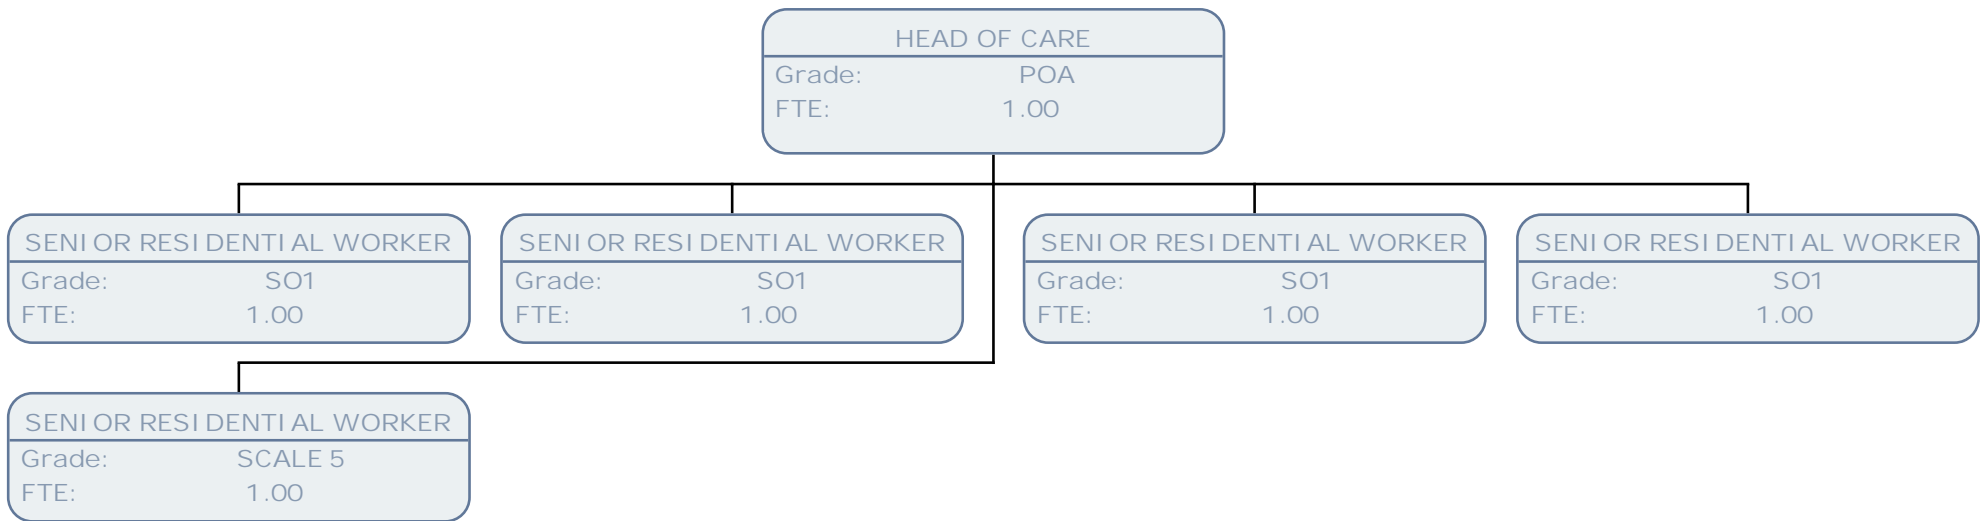 HEAD OF CARE
Grade: POA
FTE: 1.00
SENIOR RESIDENTIAL WORKER
Grade: SO1
FTE: 1.00
SENIOR RESIDENTIAL WORKER
Grade: SO1
FTE: 1.00
SENIOR RESIDENTIAL WORKER
Grade: SO1
FTE: 1.00
SENIOR RESIDENTIAL WORKER
Grade: SO1
FTE: 1.00
SENIOR RESIDENTIAL WORKER
Grade: SCALE 5
FTE: 1.00